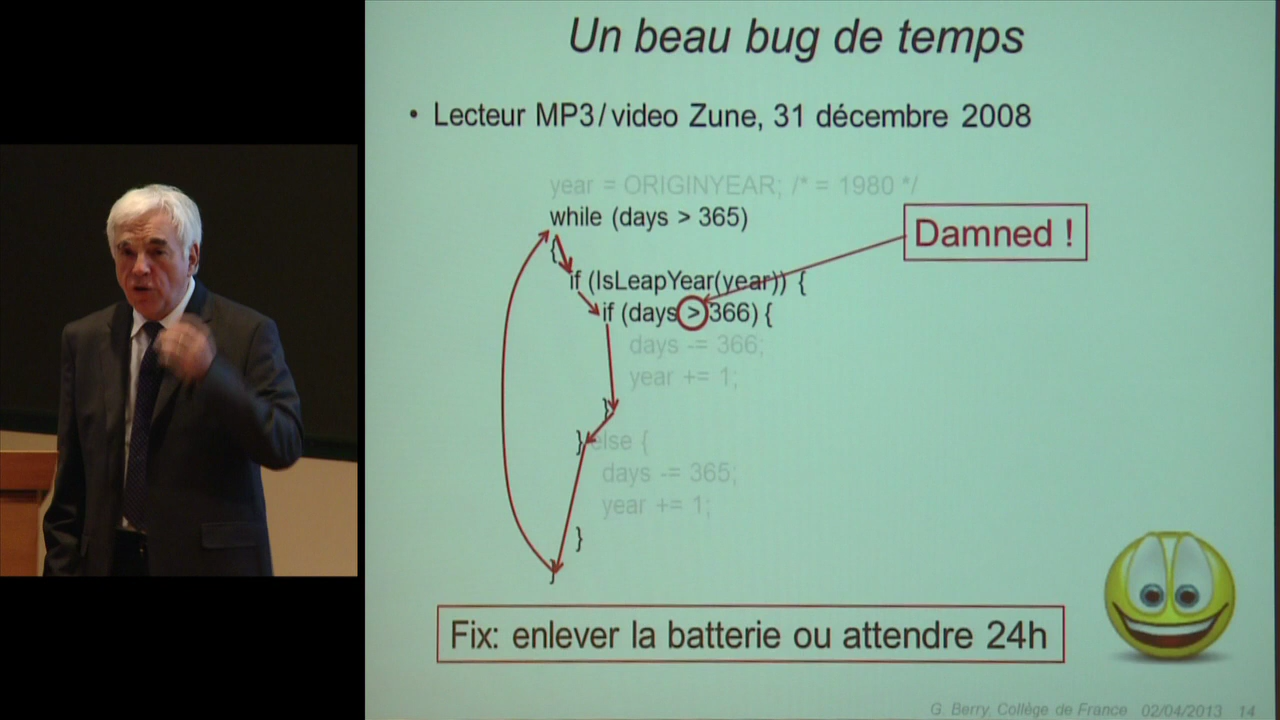 Un beau bug de temps
• Lecteur MP3/video Zune, 31 décembre 2008
year = ORIGINYEAR; /* = 1980 */
while (days > 365)
{
Damned !
if (IsLeapYear(year)) {
if (days > 366) {
days -= 366;
year += 1;
}
} else {
days -= 365;
year += 1;
}
}
Fix: enlever la batterie ou attendre 24h
G. Berry, Collège de France 02/04/2013 14